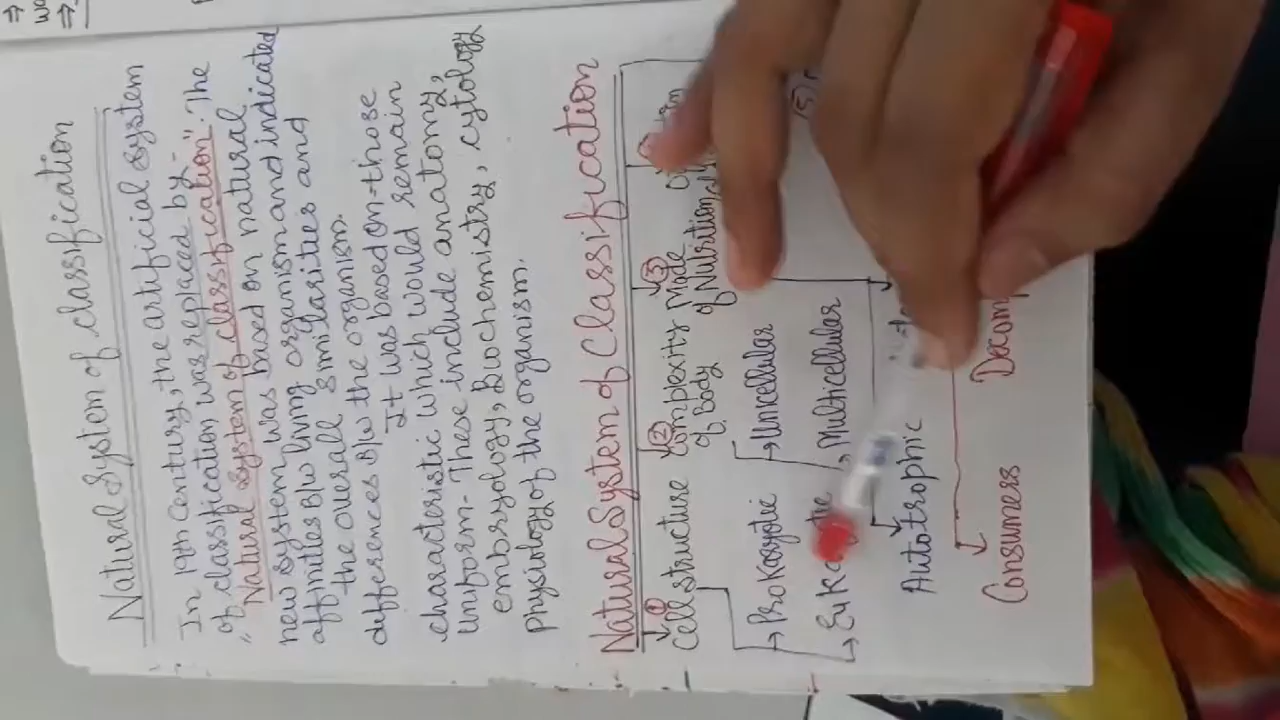 Natural System of classification
In 19th century, the artificial system
of classification was replaced by -
"Natural System of classification". The
new system was based on natural
affinities B/w living organism and indicated
the overall similarities and
differences B/w the organism.
It was based on those
characteristic which would remain
uniform. These include anatomy,
embryology, Biochemistry, cytology
physiology of the organism.
Natural System of Classification
① ② ③
Cell structure Complexity of Body Mode of Nutrition
Prokaryotic Unicellular
Multicellular (5)
Autotrophic
Consumers Decom